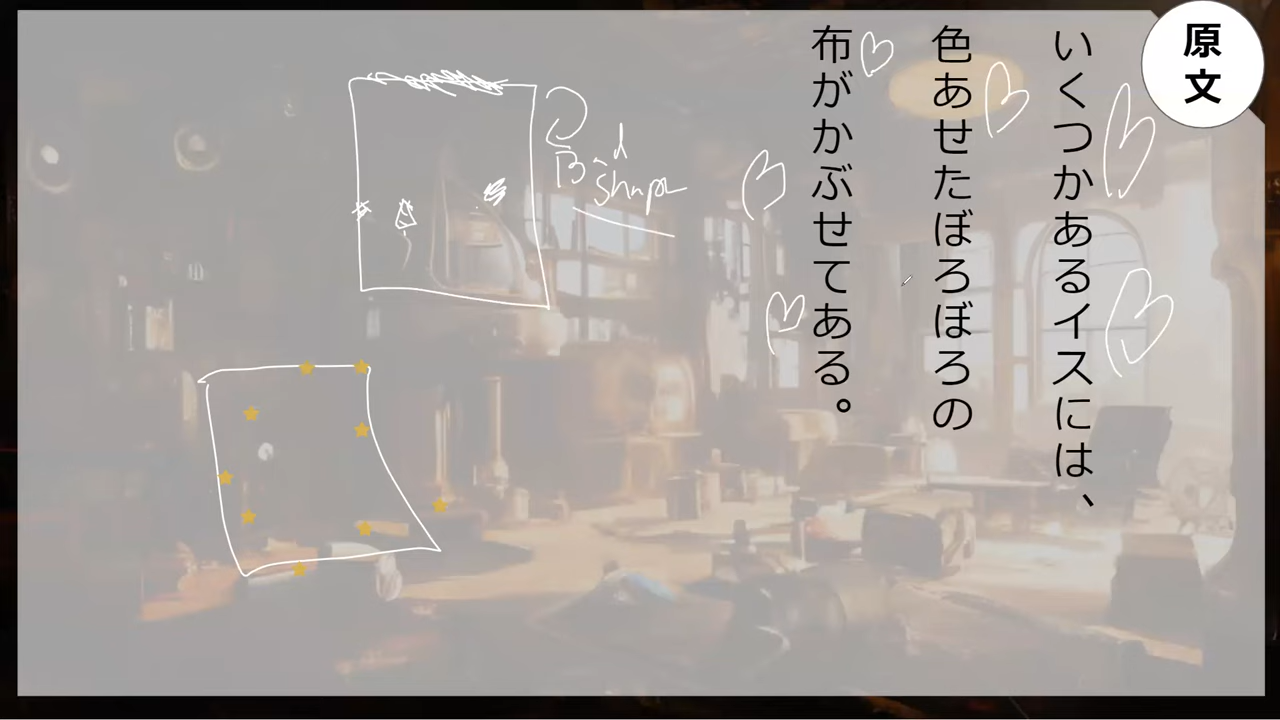 原文
いくつかあるイスには、
色あせたぼろぼろの
布がかぶせてある。
Bad
shape